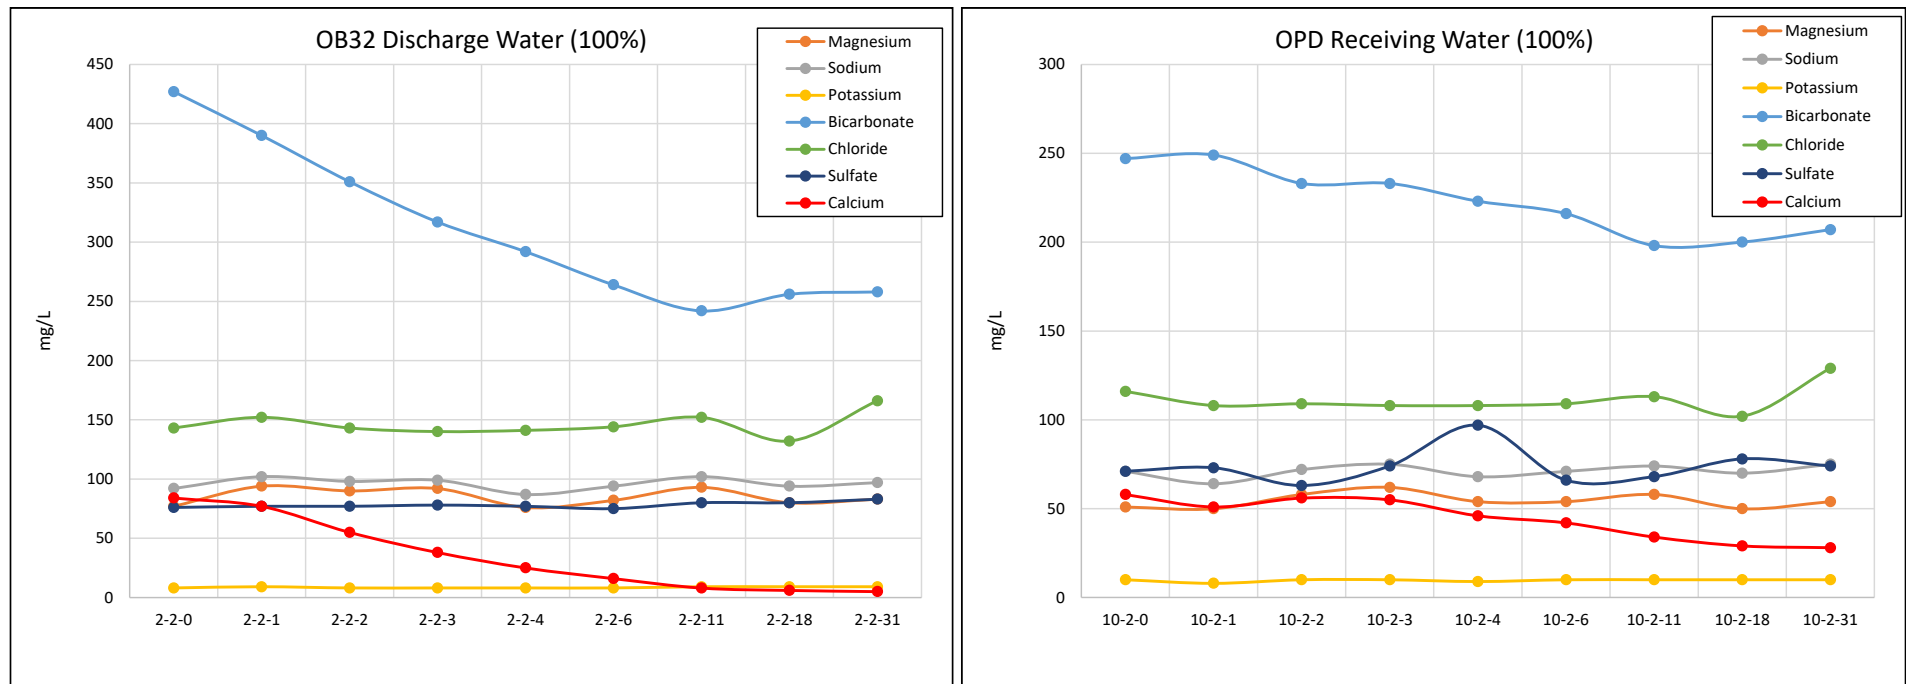 OB32 Discharge Water (100%)
Magnesium
Sodium
Potassium
Bicarbonate
Chloride
Sulfate
Calcium
450
400
350
300
250
200
150
100
50
0
mg/L
2-2-0 2-2-1 2-2-2 2-2-3 2-2-4 2-2-6 2-2-11 2-2-18 2-2-31
OPD Receiving Water (100%)
Magnesium
Sodium
Potassium
Bicarbonate
Chloride
Sulfate
Calcium
300
250
200
150
100
50
0
mg/L
10-2-0 10-2-1 10-2-2 10-2-3 10-2-4 10-2-6 10-2-11 10-2-18 10-2-31